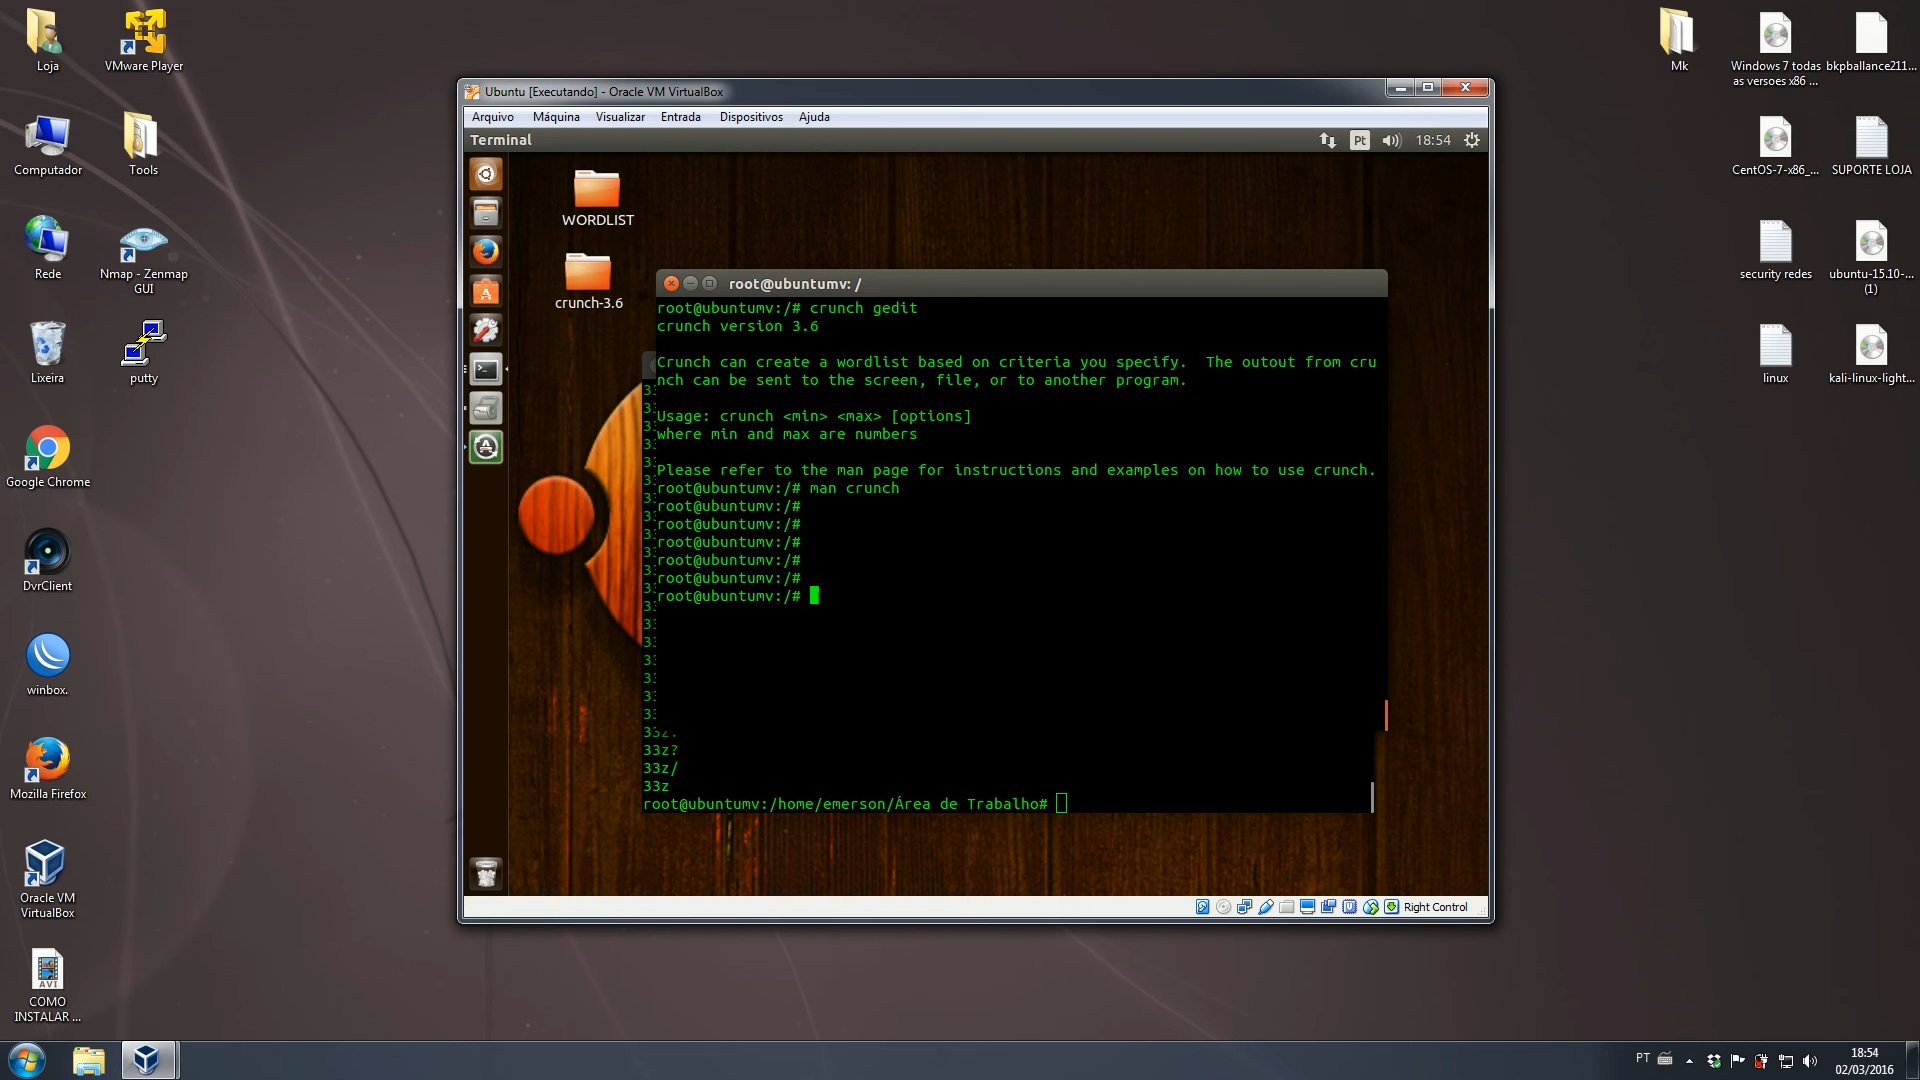 Loja
VMware Player
Computador
Tools
Rede
Nmap - Zenmap
GUI
Lixeira
putty
Google Chrome
DvrClient
winbox.
Mozilla Firefox
Oracle VM
VirtualBox
AVI
COMO
INSTALAR ...
Mk
Windows 7 todas
as versoes x86 ...
bkpballance211...
CentOS-7-x86_...
SUPORTE LOJA
security redes
ubuntu-15.10-...
(1)
linux
kali-linux-light...
Ubuntu [Executando] - Oracle VM VirtualBox
Arquivo Máquina Visualizar Entrada Dispositivos Ajuda
Terminal
Pt 18:54
WORDLIST
crunch-3.6
root@ubuntumv: /
root@ubuntumv:/# crunch gedit
crunch version 3.6
Crunch can create a wordlist based on criteria you specify.  The outout from cru
nch can be sent to the screen, file, or to another program.
Usage: crunch <min> <max> [options]
where min and max are numbers
Please refer to the man page for instructions and examples on how to use crunch.
root@ubuntumv:/# man crunch
root@ubuntumv:/#
root@ubuntumv:/#
root@ubuntumv:/#
root@ubuntumv:/#
root@ubuntumv:/#
root@ubuntumv:/#
33z?
33z/
33z
root@ubuntumv:/home/emerson/Área de Trabalho#
Right Control
PT
18:54
02/03/2016